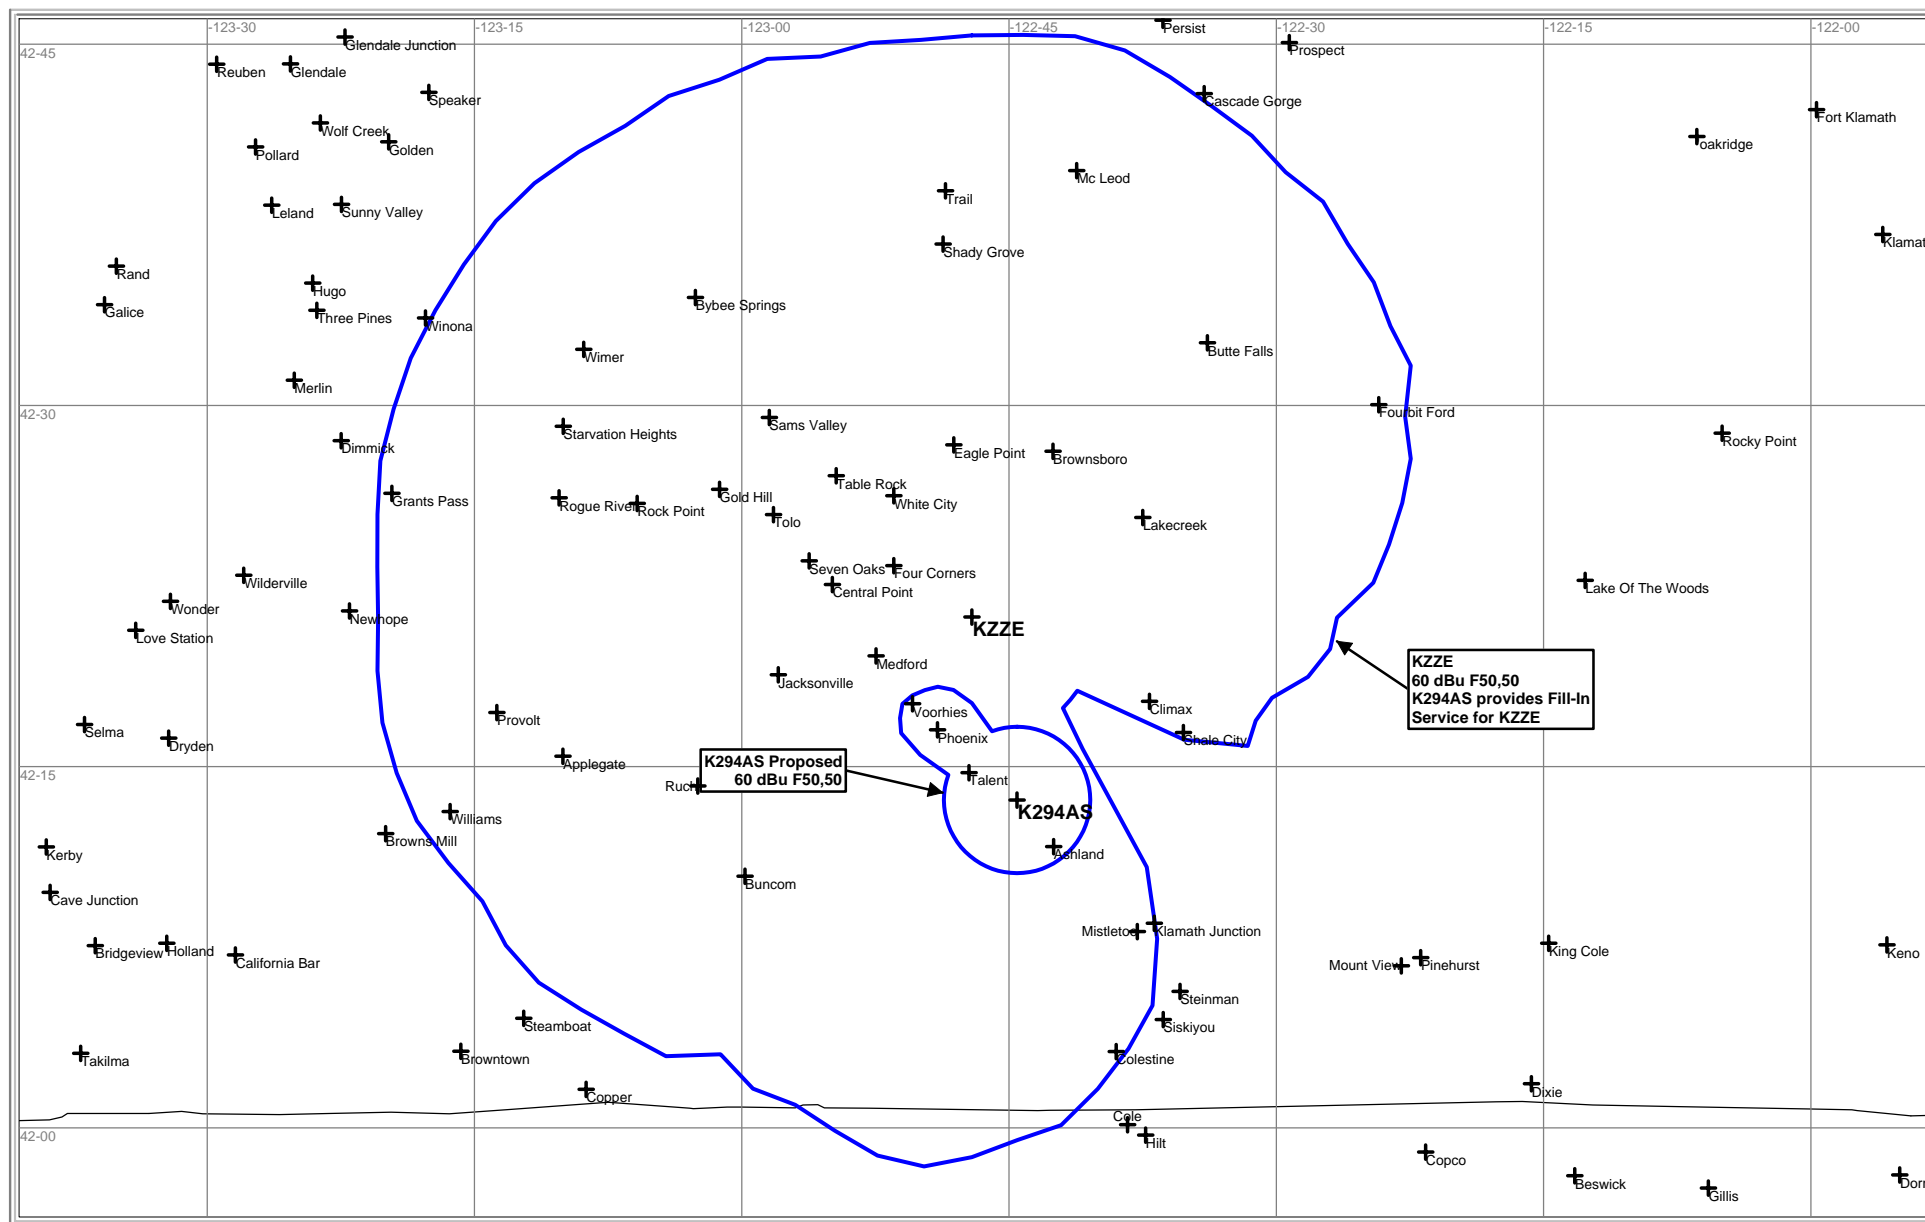 -123-30
-123-15
-123-00
-122-45
-122-30
-122-15
-122-00
Persist
Glendale Junction
Prospect
42-45
Reuben
Glendale
Speaker
Cascade Gorge
Fort Klamath
Wolf Creek
Golden
oakridge
Pollard
Mc Leod
Trail
Leland
Sunny Valley
Klamat
Shady Grove
Rand
Hugo
Bybee Springs
Galice
Three Pines
Winona
Wimer
Butte Falls
Merlin
42-30
Fourbit Ford
Sams Valley
Starvation Heights
Rocky Point
Dimmick
Eagle Point
Brownsboro
Table Rock
Grants Pass
Gold Hill
White City
Rogue River
Rock Point
Tolo
Lakecreek
Seven Oaks
Four Corners
Wilderville
Central Point
Lake Of The Woods
Wonder
Newhope
KZZE
Love Station
Medford
KZZE
60 dBu F50,50
K294AS provides Fill-In
Service for KZZE
Jacksonville
Climax
Voorhies
Provolt
Selma
Phoenix
Shale City
Dryden
Applegate
K294AS Proposed
60 dBu F50,50
Talent
Ruch
K294AS
Williams
Browns Mill
Kerby
Ashland
Buncom
Cave Junction
Mistletoe
Klamath Junction
Bridgeview
Holland
California Bar
King Cole
Keno
Mount View
Pinehurst
Steinman
Steamboat
Siskiyou
Takilma
Browntown
Colestine
Copper
Dixie
Cole
42-00
Hilt
Copco
Beswick
Dorr
Gillis